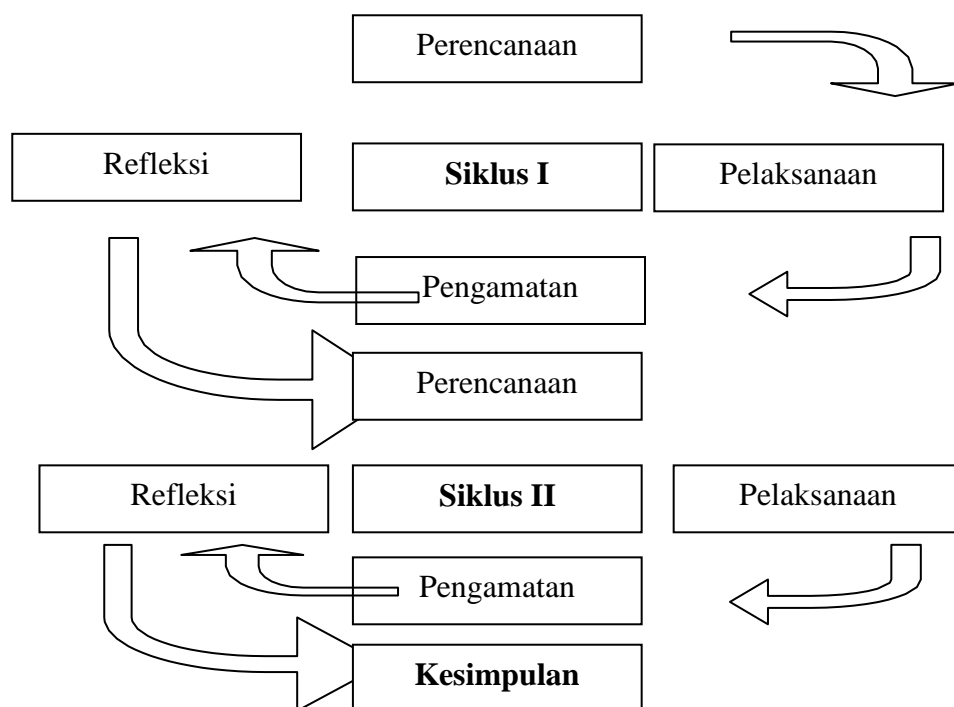 Perencanaan
Refleksi
Siklus I
Pelaksanaan
Pengamatan
Perencanaan
Refleksi
Siklus II
Pelaksanaan
Pengamatan
Kesimpulan